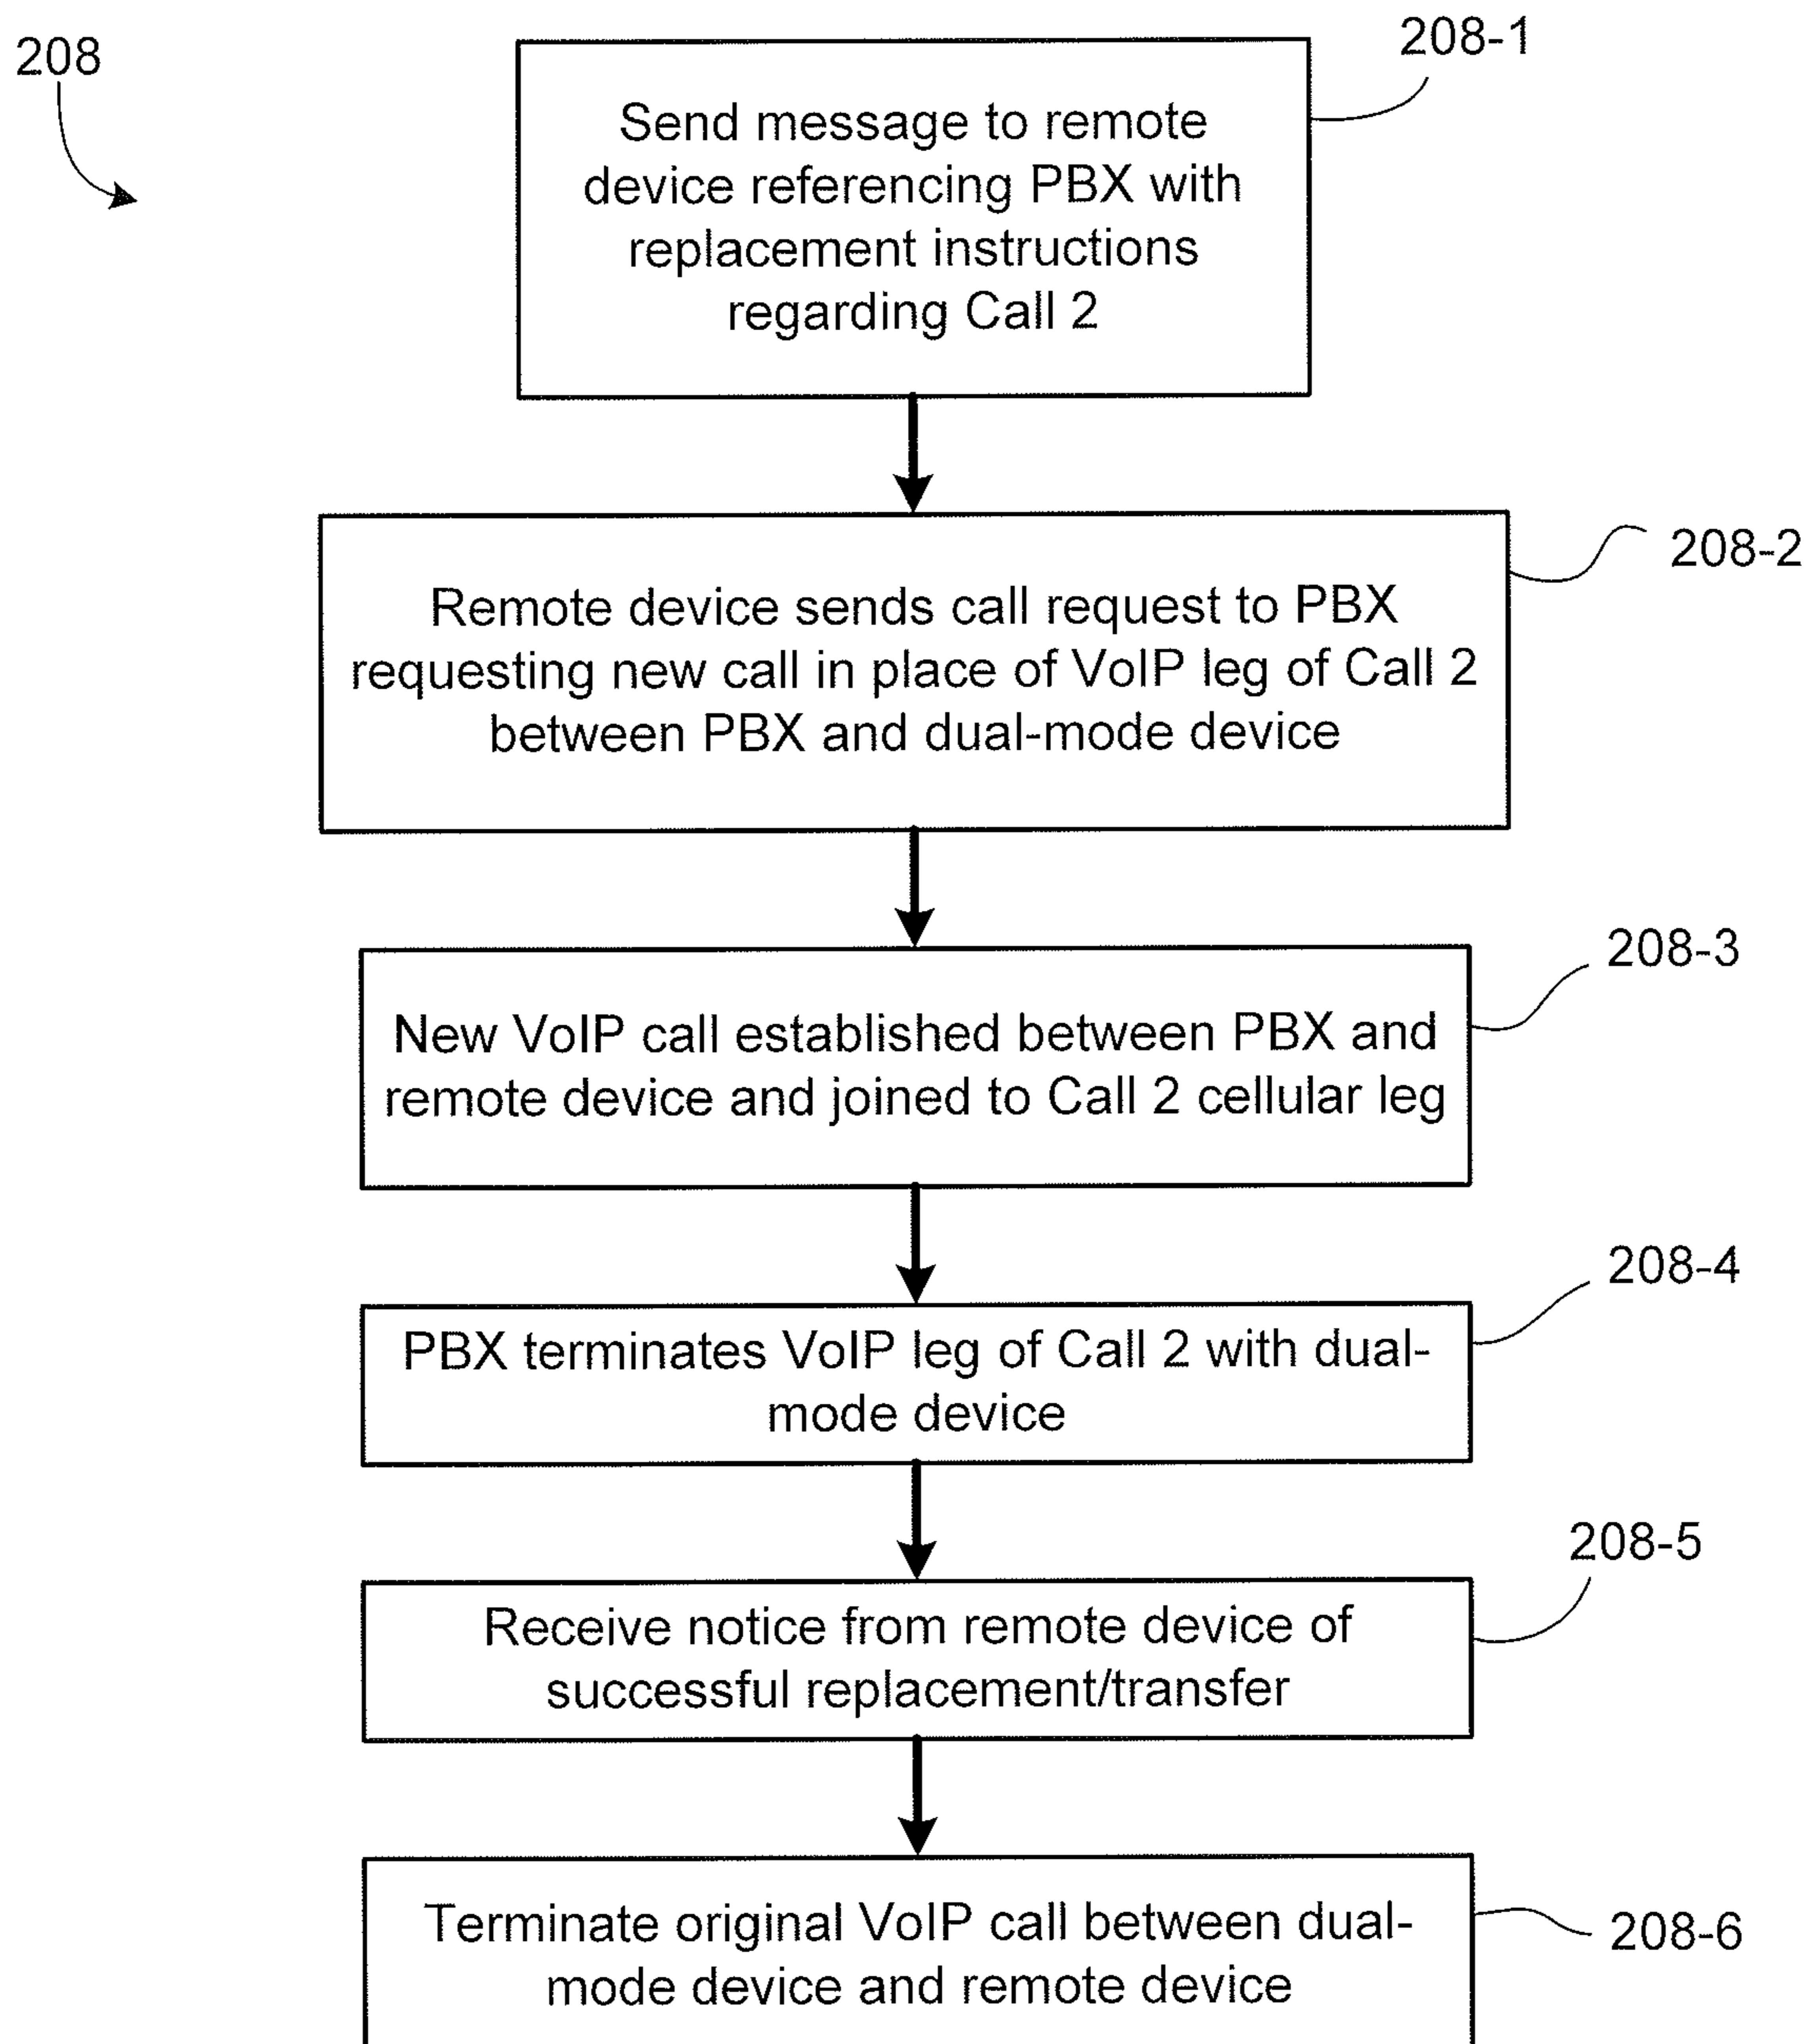 208
208-1
Send message to remote
device referencing PBX with
replacement instructions
regarding Call 2
208-2
Remote device sends call request to PBX
requesting new call in place of VoIP leg of Call 2
between PBX and dual-mode device
208-3
New VoIP call established between PBX and
remote device and joined to Call 2 cellular leg
208-4
PBX terminates VoIP leg of Call 2 with dual-
mode device
208-5
Receive notice from remote device of
successful replacement/transfer
Terminate original VoIP call between dual-
mode device and remote device
208-6